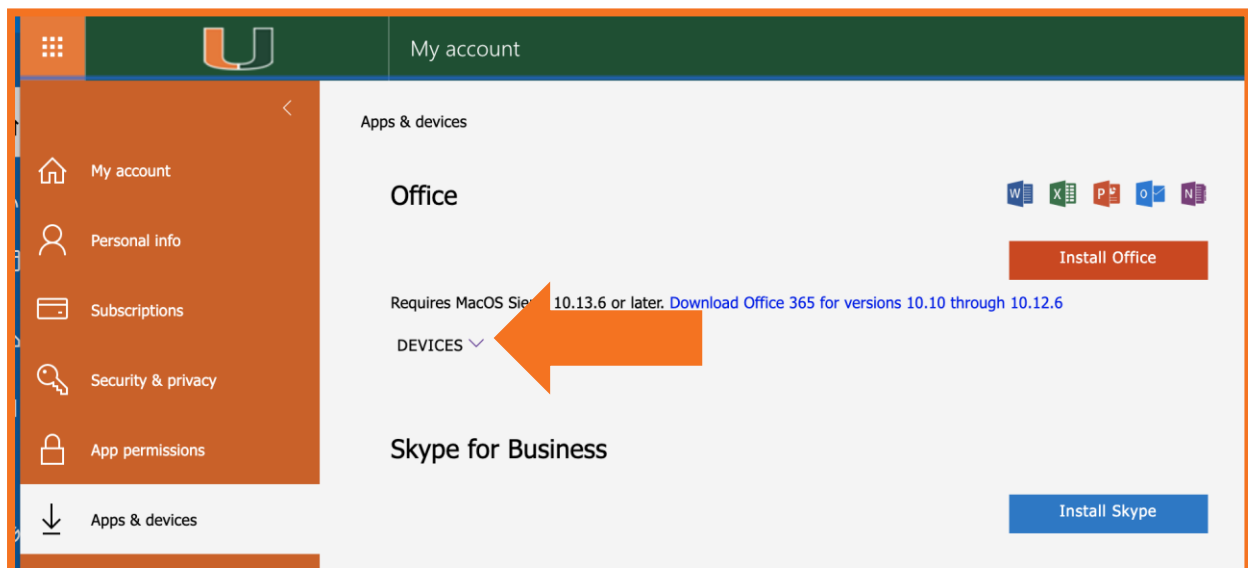 My account
Apps & devices
My account
Office
Personal info
Install Office
Subscriptions
Requires MacOS 10.13.6 or later. Download Office 365 for versions 10.10 through 10.12.6
DEVICES
Security & privacy
App permissions
Skype for Business
Apps & devices
Install Skype